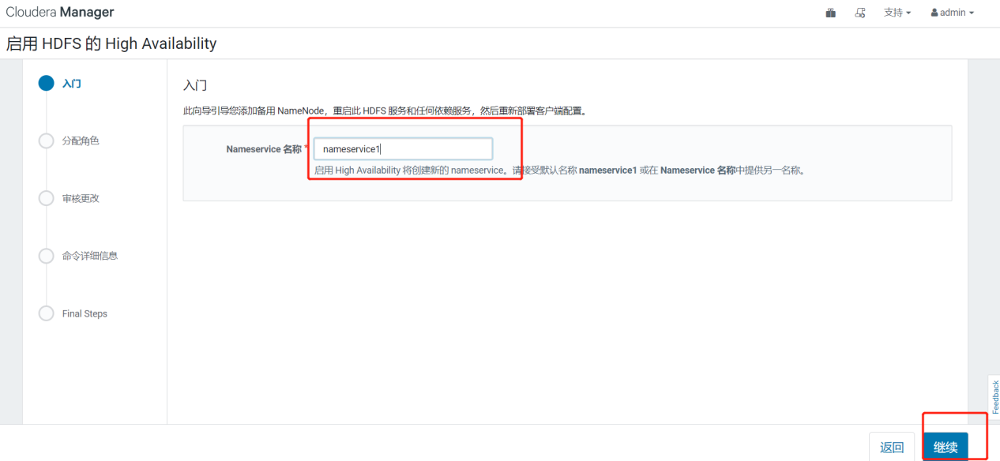 Cloudera Manager
支持
admin
启用 HDFS 的 High Availability
入门
分配角色
审核更改
命令详细信息
Final Steps
入门
此向导引导您添加备用 NameNode，重启此 HDFS 服务和任何依赖服务，然后重新部署客户端配置。
Nameservice 名称 *
nameservice1
启用 High Availability 将创建新的 nameservice。请接受默认名称 nameservice1 或在 Nameservice 名称中提供另一名称。
Feedback
返回
继续